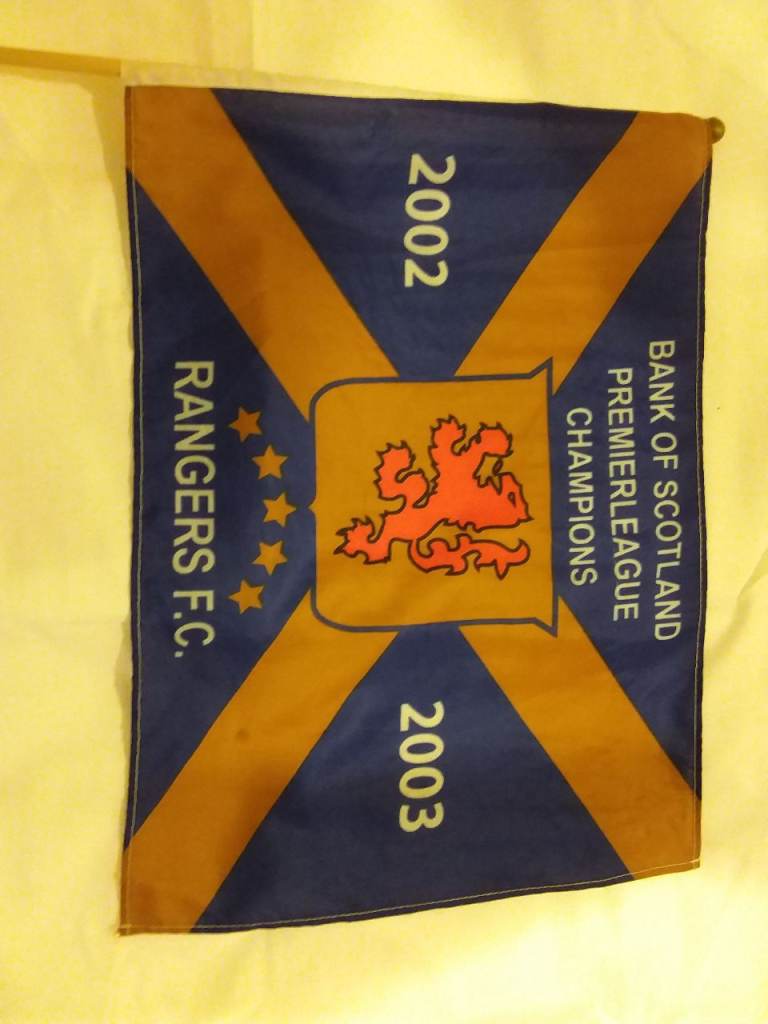 BANK OF SCOTLAND
PREMIERLEAGUE
CHAMPIONS
2002
2003
RANGERS F.C.